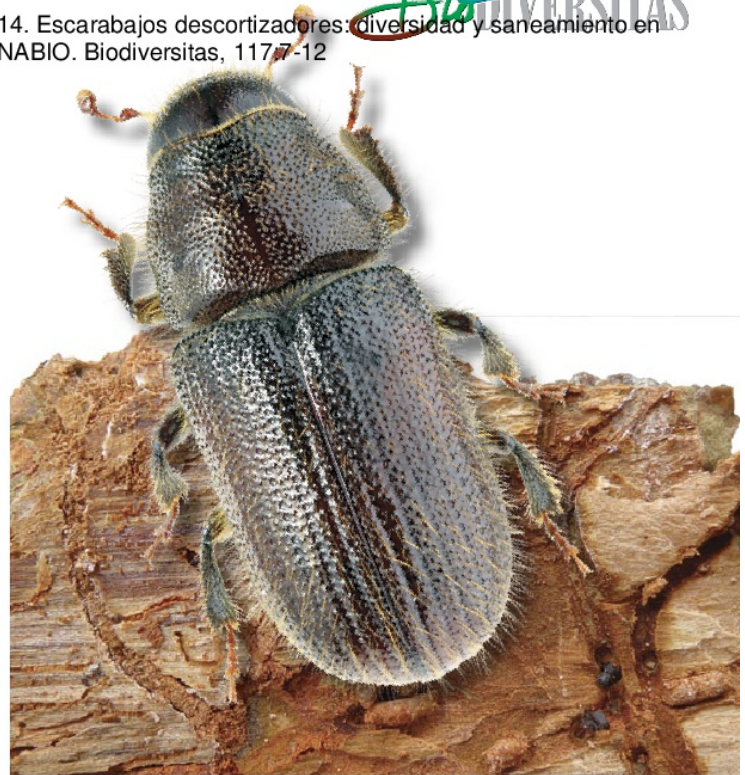 14. Escarabajos descortizadores: diversidad y saneamiento en
NABIO. Biodiversitas, 117:7-12